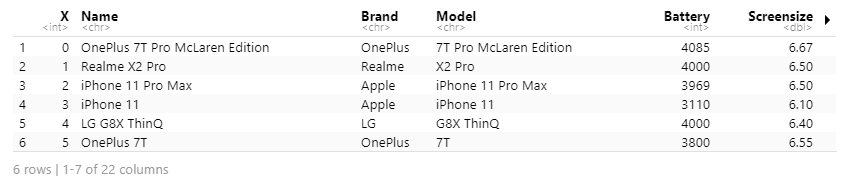 X Name Brand Model Battery Screensize
<int> <chr> <chr> <chr> <int> <dbl>
1 0 OnePlus 7T Pro McLaren Edition OnePlus 7T Pro McLaren Edition 4085 6.67
2 1 Realme X2 Pro Realme X2 Pro 4000 6.50
3 2 iPhone 11 Pro Max Apple iPhone 11 Pro Max 3969 6.50
4 3 iPhone 11 Apple iPhone 11 3110 6.10
5 4 LG G8X ThinQ LG G8X ThinQ 4000 6.40
6 5 OnePlus 7T OnePlus 7T 3800 6.55
6 rows | 1-7 of 22 columns